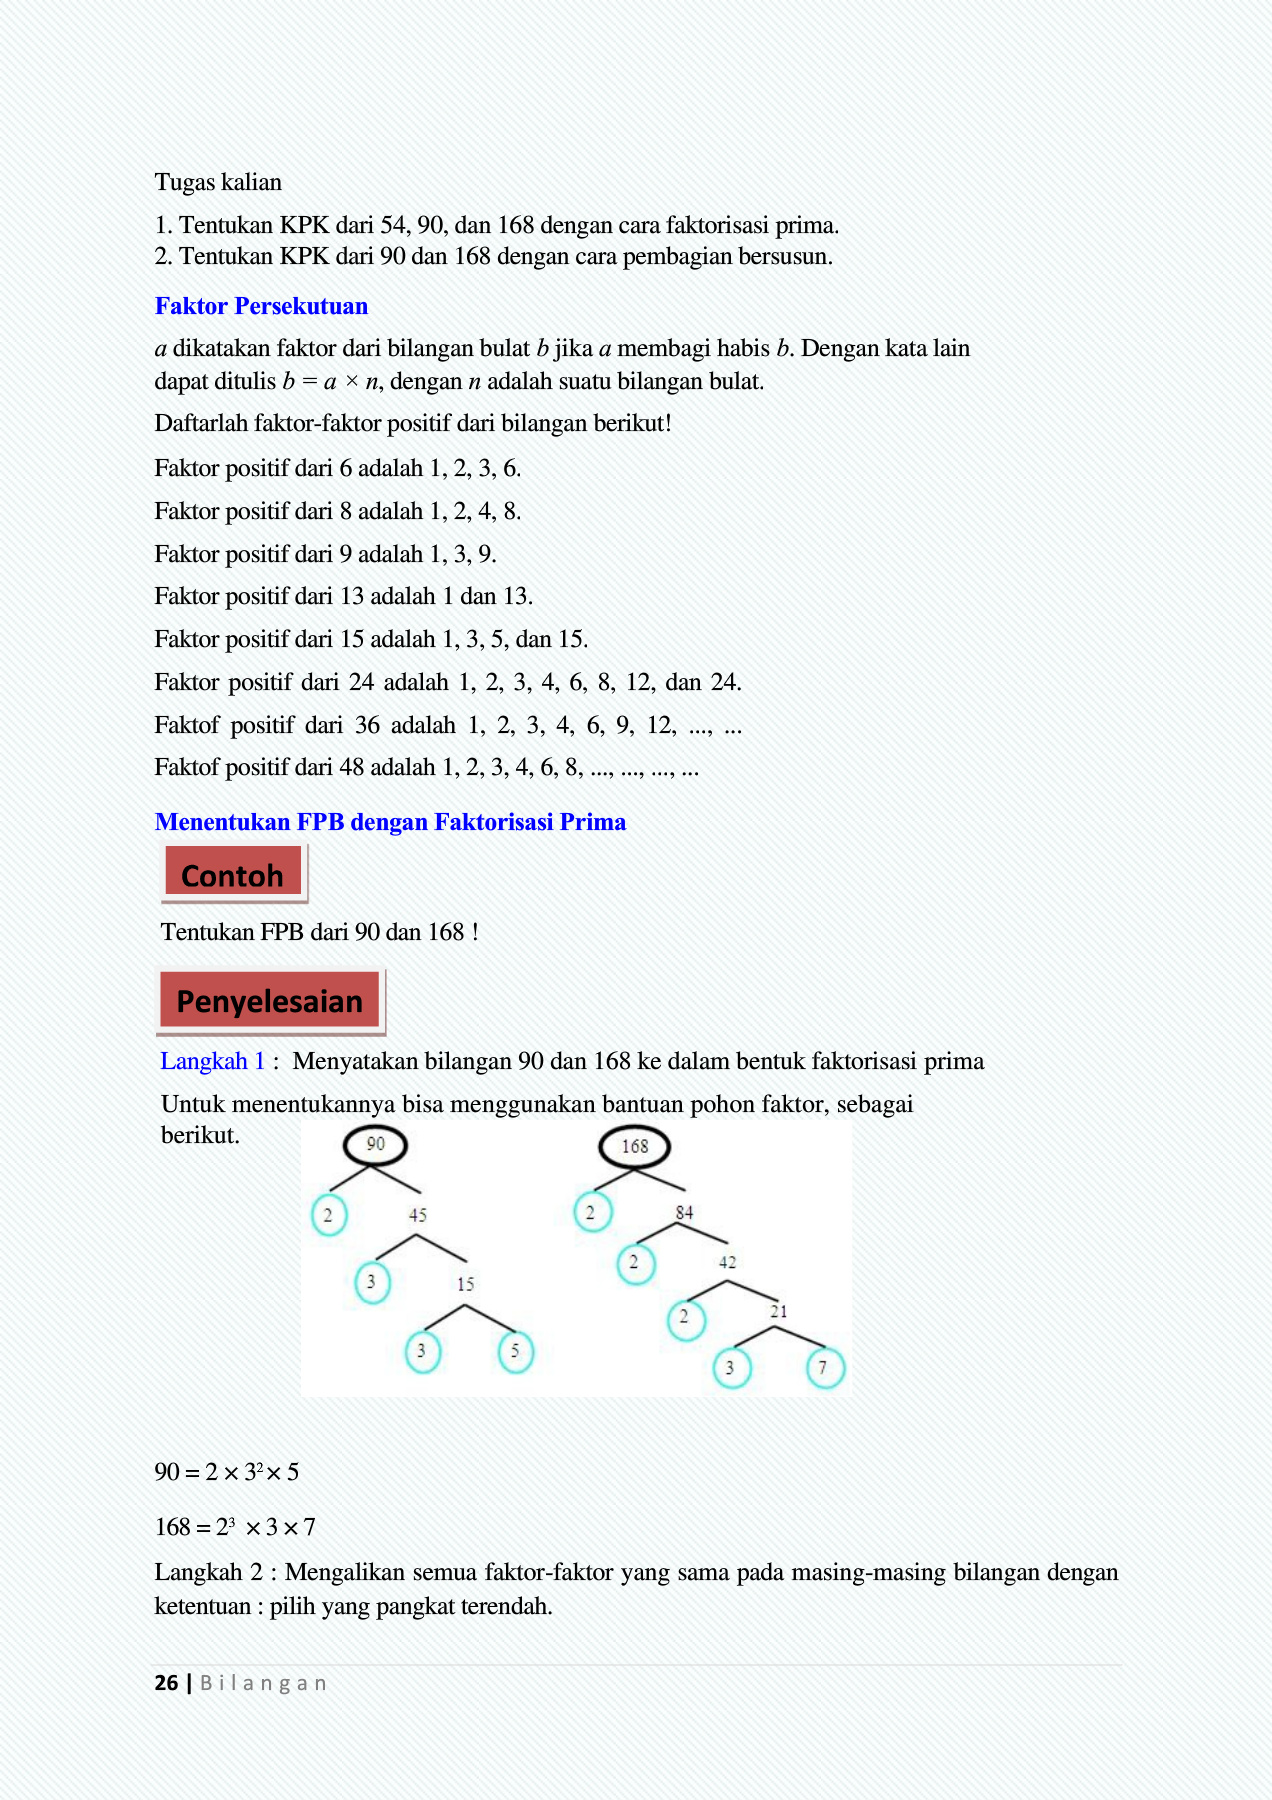 Tugas kalian
1. Tentukan KPK dari 54, 90, dan 168 dengan cara faktorisasi prima.
2. Tentukan KPK dari 90 dan 168 dengan cara pembagian bersusun.
Faktor Persekutuan
a dikatakan faktor dari bilangan bulat b jika a membagi habis b. Dengan kata lain
dapat ditulis b = a × n, dengan n adalah suatu bilangan bulat.
Daftarlah faktor-faktor positif dari bilangan berikut!
Faktor positif dari 6 adalah 1, 2, 3, 6.
Faktor positif dari 8 adalah 1, 2, 4, 8.
Faktor positif dari 9 adalah 1, 3, 9.
Faktor positif dari 13 adalah 1 dan 13.
Faktor positif dari 15 adalah 1, 3, 5, dan 15.
Faktor positif dari 24 adalah 1, 2, 3, 4, 6, 8, 12, dan 24.
Faktof positif dari 36 adalah 1, 2, 3, 4, 6, 9, 12, ..., ...
Faktof positif dari 48 adalah 1, 2, 3, 4, 6, 8, ..., ..., ..., ...
Menentukan FPB dengan Faktorisasi Prima
Contoh
Tentukan FPB dari 90 dan 168 !
Penyelesaian
Langkah 1 : Menyatakan bilangan 90 dan 168 ke dalam bentuk faktorisasi prima
Untuk menentukannya bisa menggunakan bantuan pohon faktor, sebagai
berikut.
90 168
2 45 2 84
3 15 2 42
3 5 2 21
3 7
90 = 2 × 3² × 5
168 = 2³ × 3 × 7
Langkah 2 : Mengalikan semua faktor-faktor yang sama pada masing-masing bilangan dengan
ketentuan : pilih yang pangkat terendah.
26 | Bilangan